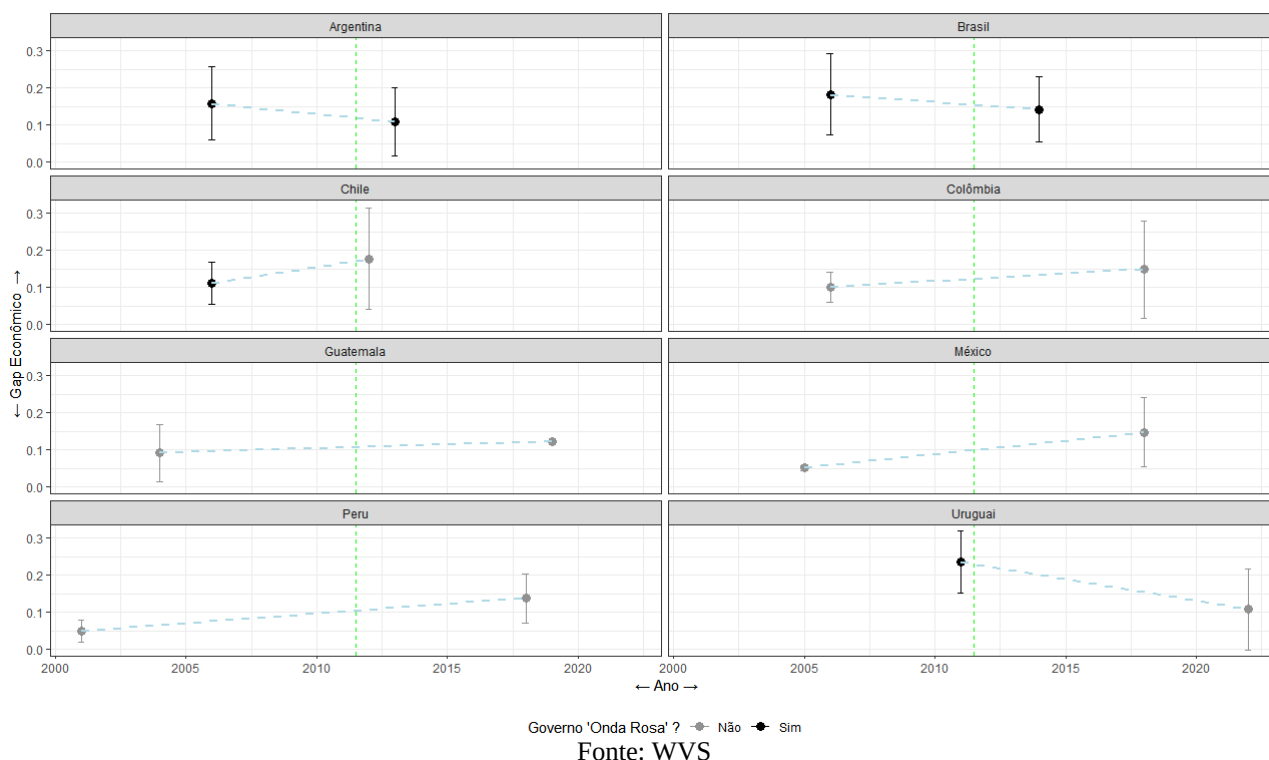 Argentina
Brasil
0.3
0.2
0.1
0.0
Chile
Colômbia
0.3
0.2
0.1
0.0
Guatemala
México
0.3
0.2
0.1
0.0
Peru
Uruguai
0.3
0.2
0.1
0.0
← Gap Econômico →
2000 2005 2010 2015 2020 2000 2005 2010 2015 2020
← Ano →
Governo 'Onda Rosa' ? Não Sim
Fonte: WVS